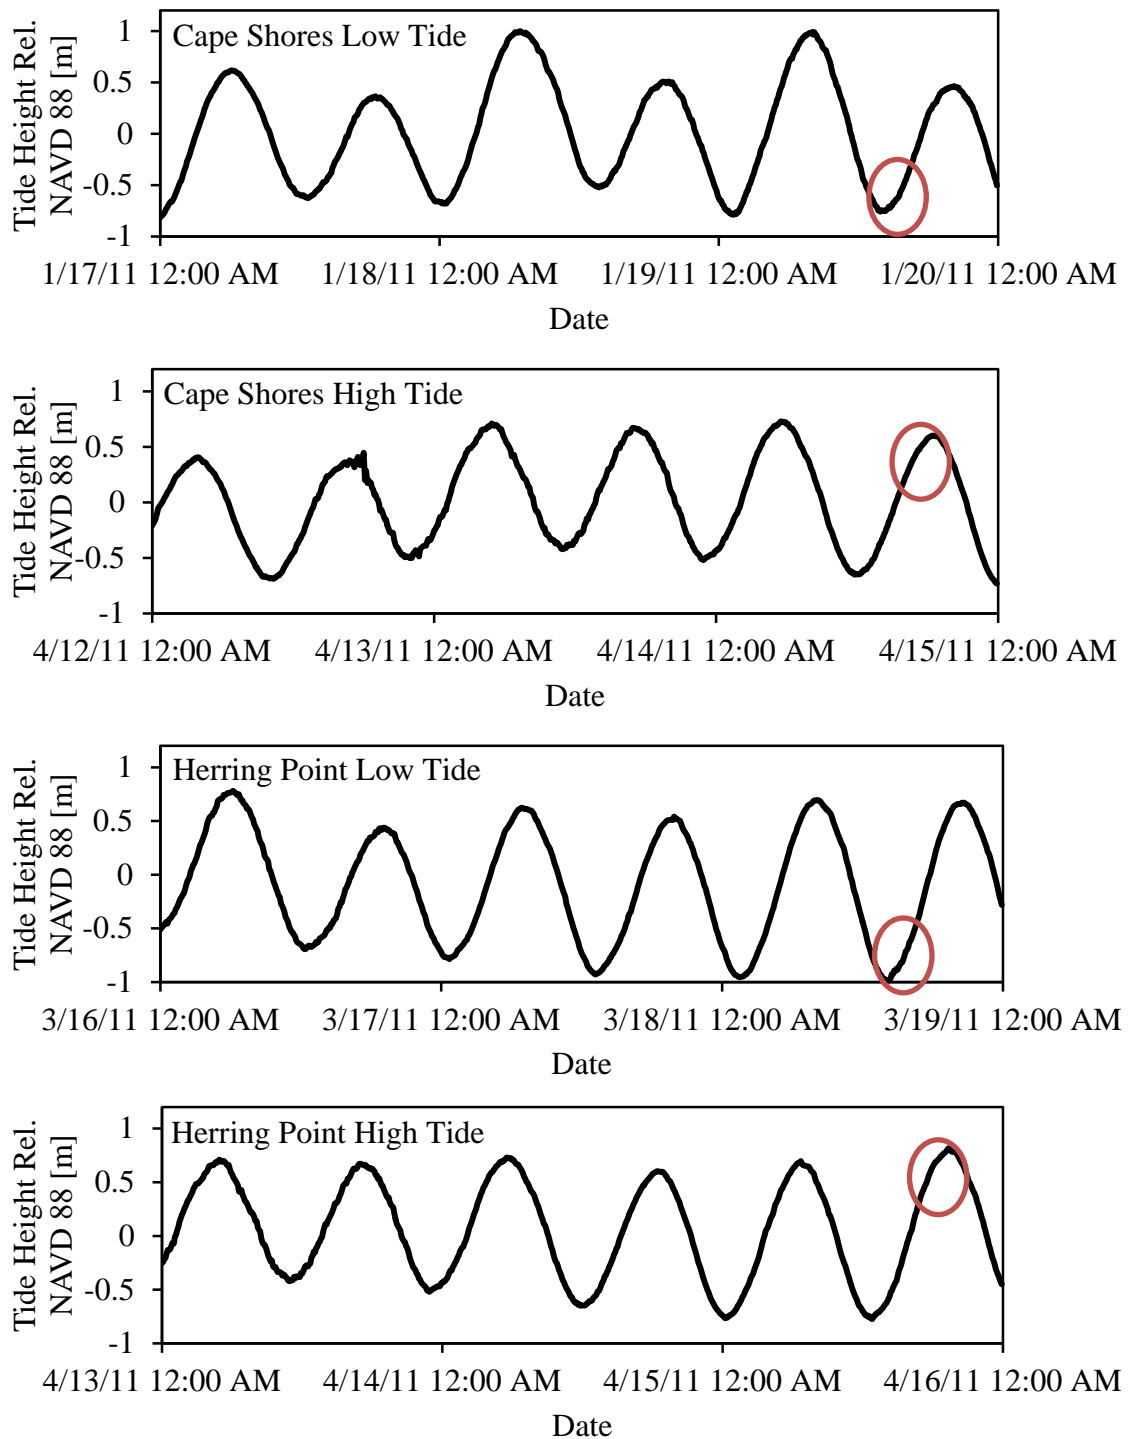 Tide Height Rel.
NAVD 88 [m]
Cape Shores Low Tide
1
0.5
0
-0.5
-1
1/17/11 12:00 AM 1/18/11 12:00 AM 1/19/11 12:00 AM 1/20/11 12:00 AM
Date
Tide Height Rel.
NAVD 88 [m]
Cape Shores High Tide
1
0.5
0
-0.5
-1
4/12/11 12:00 AM 4/13/11 12:00 AM 4/14/11 12:00 AM 4/15/11 12:00 AM
Date
Tide Height Rel.
NAVD 88 [m]
Herring Point Low Tide
1
0.5
0
-0.5
-1
3/16/11 12:00 AM 3/17/11 12:00 AM 3/18/11 12:00 AM 3/19/11 12:00 AM
Date
Tide Height Rel.
NAVD 88 [m]
Herring Point High Tide
1
0.5
0
-0.5
-1
4/13/11 12:00 AM 4/14/11 12:00 AM 4/15/11 12:00 AM 4/16/11 12:00 AM
Date